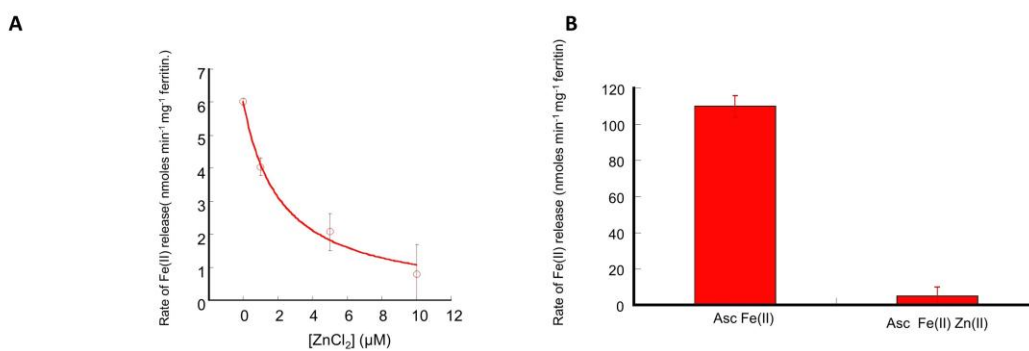 A
Rate of Fe(II) release( nmoles min⁻¹ mg⁻¹ ferritin.)
7
6
5
4
3
2
1
0
0 2 4 6 8 10 12
[ZnCl₂] (µM)
B
Rate of Fe(II) release (nmoles min⁻¹ mg⁻¹ ferritin)
120
100
80
60
40
20
0
Asc Fe(II) Asc Fe(II) Zn(II)